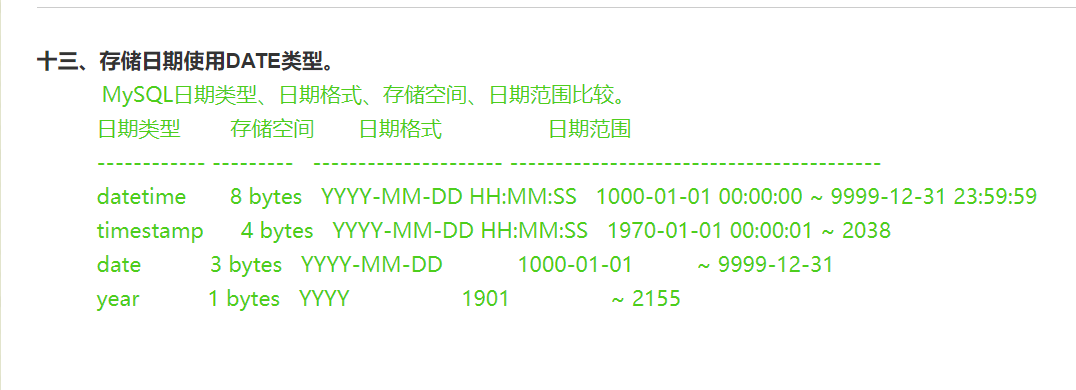 十三、存储日期使用DATE类型。
MySQL日期类型、日期格式、存储空间、日期范围比较。
日期类型 存储空间 日期格式 日期范围
------------ --------- --------------------- -----------------------------------------
datetime 8 bytes YYYY-MM-DD HH:MM:SS 1000-01-01 00:00:00 ~ 9999-12-31 23:59:59
timestamp 4 bytes YYYY-MM-DD HH:MM:SS 1970-01-01 00:00:01 ~ 2038
date 3 bytes YYYY-MM-DD 1000-01-01 ~ 9999-12-31
year 1 bytes YYYY 1901 ~ 2155